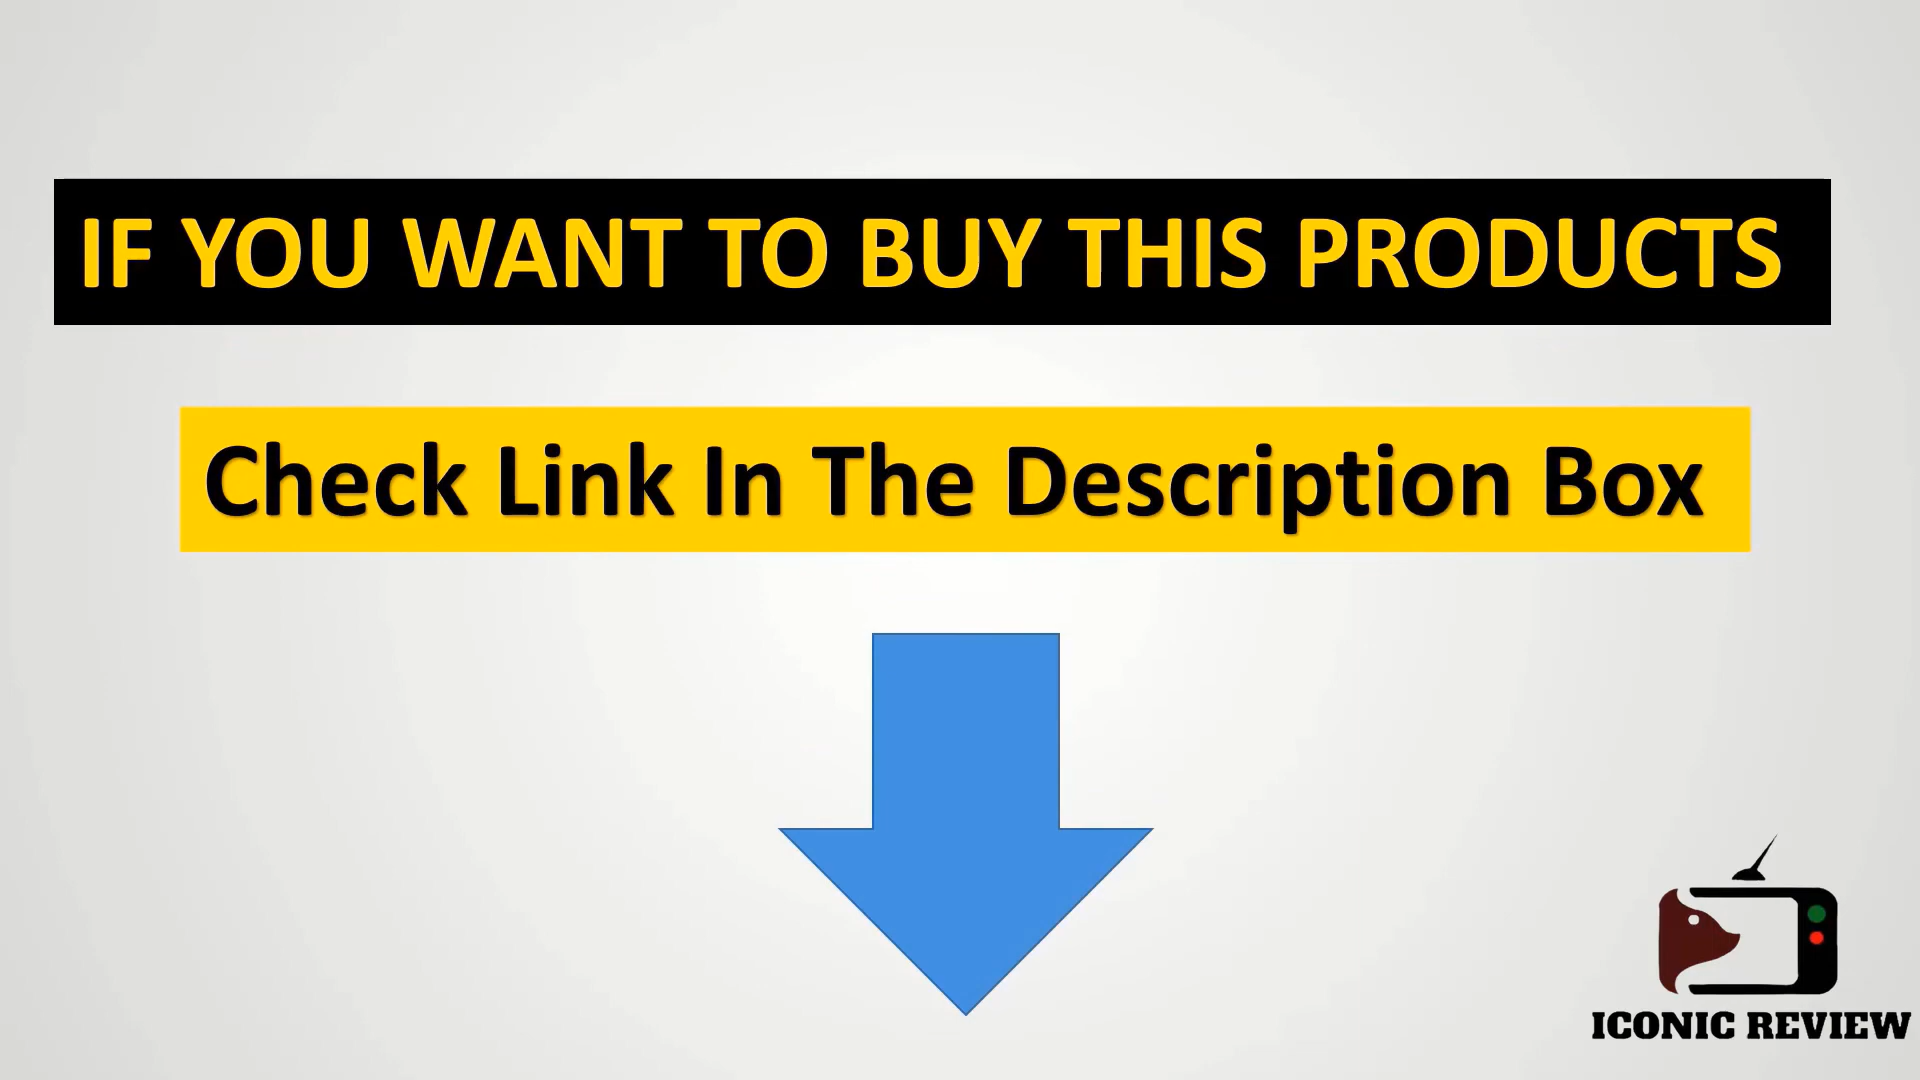 IF YOU WANT TO BUY THIS PRODUCTS
Check Link In The Description Box
ICONIC REVIEW